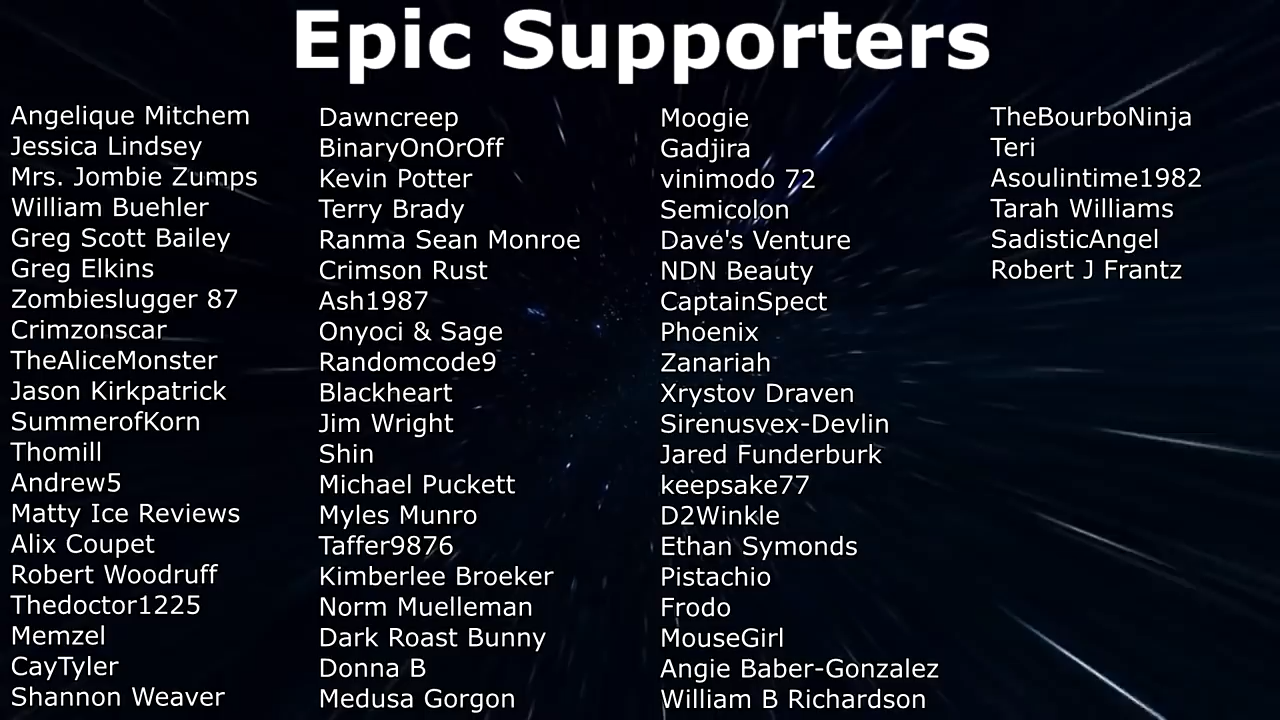 Epic Supporters
Angelique Mitchem
Jessica Lindsey
Mrs. Jombie Zumps
William Buehler
Greg Scott Bailey
Greg Elkins
Zombieslugger 87
Crimzonscar
TheAliceMonster
Jason Kirkpatrick
SummerofKorn
Thomill
Andrew5
Matty Ice Reviews
Alix Coupet
Robert Woodruff
Thedoctor1225
Memzel
CayTyler
Shannon Weaver
Dawncreep
BinaryOnOrOff
Kevin Potter
Terry Brady
Ranma Sean Monroe
Crimson Rust
Ash1987
Onyoci & Sage
Randomcode9
Blackheart
Jim Wright
Shin
Michael Puckett
Myles Munro
Taffer9876
Kimberlee Broeker
Norm Muelleman
Dark Roast Bunny
Donna B
Medusa Gorgon
Moogie
Gadjira
vinimodo 72
Semicolon
Dave's Venture
NDN Beauty
CaptainSpect
Phoenix
Zanariah
Xrystov Draven
Sirenusvex-Devlin
Jared Funderburk
keepsake77
D2Winkle
Ethan Symonds
Pistachio
Frodo
MouseGirl
Angie Baber-Gonzalez
William B Richardson
TheBourboNinja
Teri
Asoulintime1982
Tarah Williams
SadisticAngel
Robert J Frantz